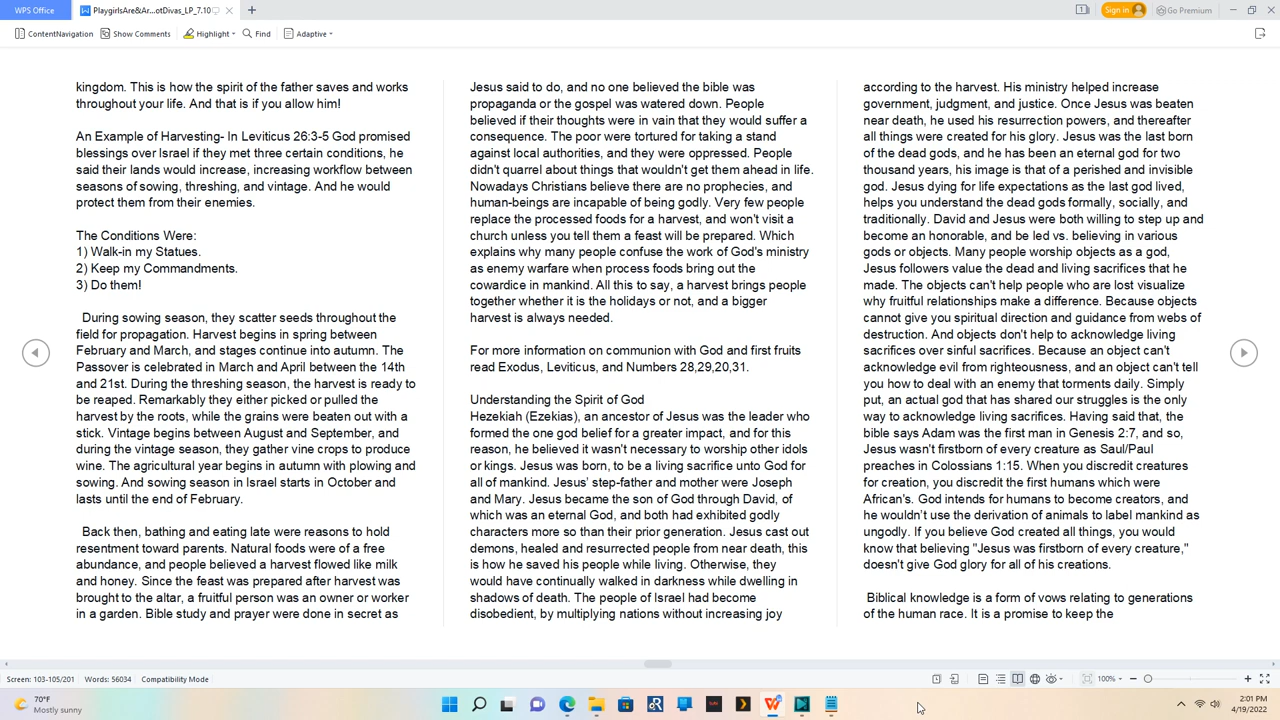 WPS Office
PlaygirlsAre&Ar...otDivas_LP_7.10
Sign in
Go Premium
ContentNavigation
Show Comments
Highlight
Find
Adaptive
kingdom. This is how the spirit of the father saves and works
throughout your life. And that is if you allow him!
An Example of Harvesting- In Leviticus 26:3-5 God promised
blessings over Israel if they met three certain conditions, he
said their lands would increase, increasing workflow between
seasons of sowing, threshing, and vintage. And he would
protect them from their enemies.
The Conditions Were:
1) Walk-in my Statues.
2) Keep my Commandments.
3) Do them!
During sowing season, they scatter seeds throughout the
field for propagation. Harvest begins in spring between
February and March, and stages continue into autumn. The
Passover is celebrated in March and April between the 14th
and 21st. During the threshing season, the harvest is ready to
be reaped. Remarkably they either picked or pulled the
harvest by the roots, while the grains were beaten out with a
stick. Vintage begins between August and September, and
during the vintage season, they gather vine crops to produce
wine. The agricultural year begins in autumn with plowing and
sowing. And sowing season in Israel starts in October and
lasts until the end of February.
Back then, bathing and eating late were reasons to hold
resentment toward parents. Natural foods were of a free
abundance, and people believed a harvest flowed like milk
and honey. Since the feast was prepared after harvest was
brought to the altar, a fruitful person was an owner or worker
in a garden. Bible study and prayer were done in secret as
Jesus said to do, and no one believed the bible was
propaganda or the gospel was watered down. People
believed if their thoughts were in vain that they would suffer a
consequence. The poor were tortured for taking a stand
against local authorities, and they were oppressed. People
didn't quarrel about things that wouldn't get them ahead in life.
Nowadays Christians believe there are no prophecies, and
human-beings are incapable of being godly. Very few people
replace the processed foods for a harvest, and won't visit a
church unless you tell them a feast will be prepared. Which
explains why many people confuse the work of God's ministry
as enemy warfare when process foods bring out the
cowardice in mankind. All this to say, a harvest brings people
together whether it is the holidays or not, and a bigger
harvest is always needed.
For more information on communion with God and first fruits
read Exodus, Leviticus, and Numbers 28,29,20,31.
Understanding the Spirit of God
Hezekiah (Ezekias), an ancestor of Jesus was the leader who
formed the one god belief for a greater impact, and for this
reason, he believed it wasn't necessary to worship other idols
or kings. Jesus was born, to be a living sacrifice unto God for
all of mankind. Jesus' step-father and mother were Joseph
and Mary. Jesus became the son of God through David, of
which was an eternal God, and both had exhibited godly
characters more so than their prior generation. Jesus cast out
demons, healed and resurrected people from near death, this
is how he saved his people while living. Otherwise, they
would have continually walked in darkness while dwelling in
shadows of death. The people of Israel had become
disobedient, by multiplying nations without increasing joy
according to the harvest. His ministry helped increase
government, judgment, and justice. Once Jesus was beaten
near death, he used his resurrection powers, and thereafter
all things were created for his glory. Jesus was the last born
of the dead gods, and he has been an eternal god for two
thousand years, his image is that of a perished and invisible
god. Jesus dying for life expectations as the last god lived,
helps you understand the dead gods formally, socially, and
traditionally. David and Jesus were both willing to step up and
become an honorable, and be led vs. believing in various
gods or objects. Many people worship objects as a god,
Jesus followers value the dead and living sacrifices that he
made. The objects can't help people who are lost visualize
why fruitful relationships make a difference. Because objects
cannot give you spiritual direction and guidance from webs of
destruction. And objects don't help to acknowledge living
sacrifices over sinful sacrifices. Because an object can't
acknowledge evil from righteousness, and an object can't tell
you how to deal with an enemy that torments daily. Simply
put, an actual god that has shared our struggles is the only
way to acknowledge living sacrifices. Having said that, the
bible says Adam was the first man in Genesis 2:7, and so,
Jesus wasn't firstborn of every creature as Saul/Paul
preaches in Colossians 1:15. When you discredit creatures
for creation, you discredit the first humans which were
African's. God intends for humans to become creators, and
he wouldn't use the derivation of animals to label mankind as
ungodly. If you believe God created all things, you would
know that believing "Jesus was firstborn of every creature,"
doesn't give God glory for all of his creations.
Biblical knowledge is a form of vows relating to generations
of the human race. It is a promise to keep the
Screen: 103-105/201
Words: 56034
Compatibility Mode
100%
70°F
Mostly sunny
2:01 PM
4/19/2022